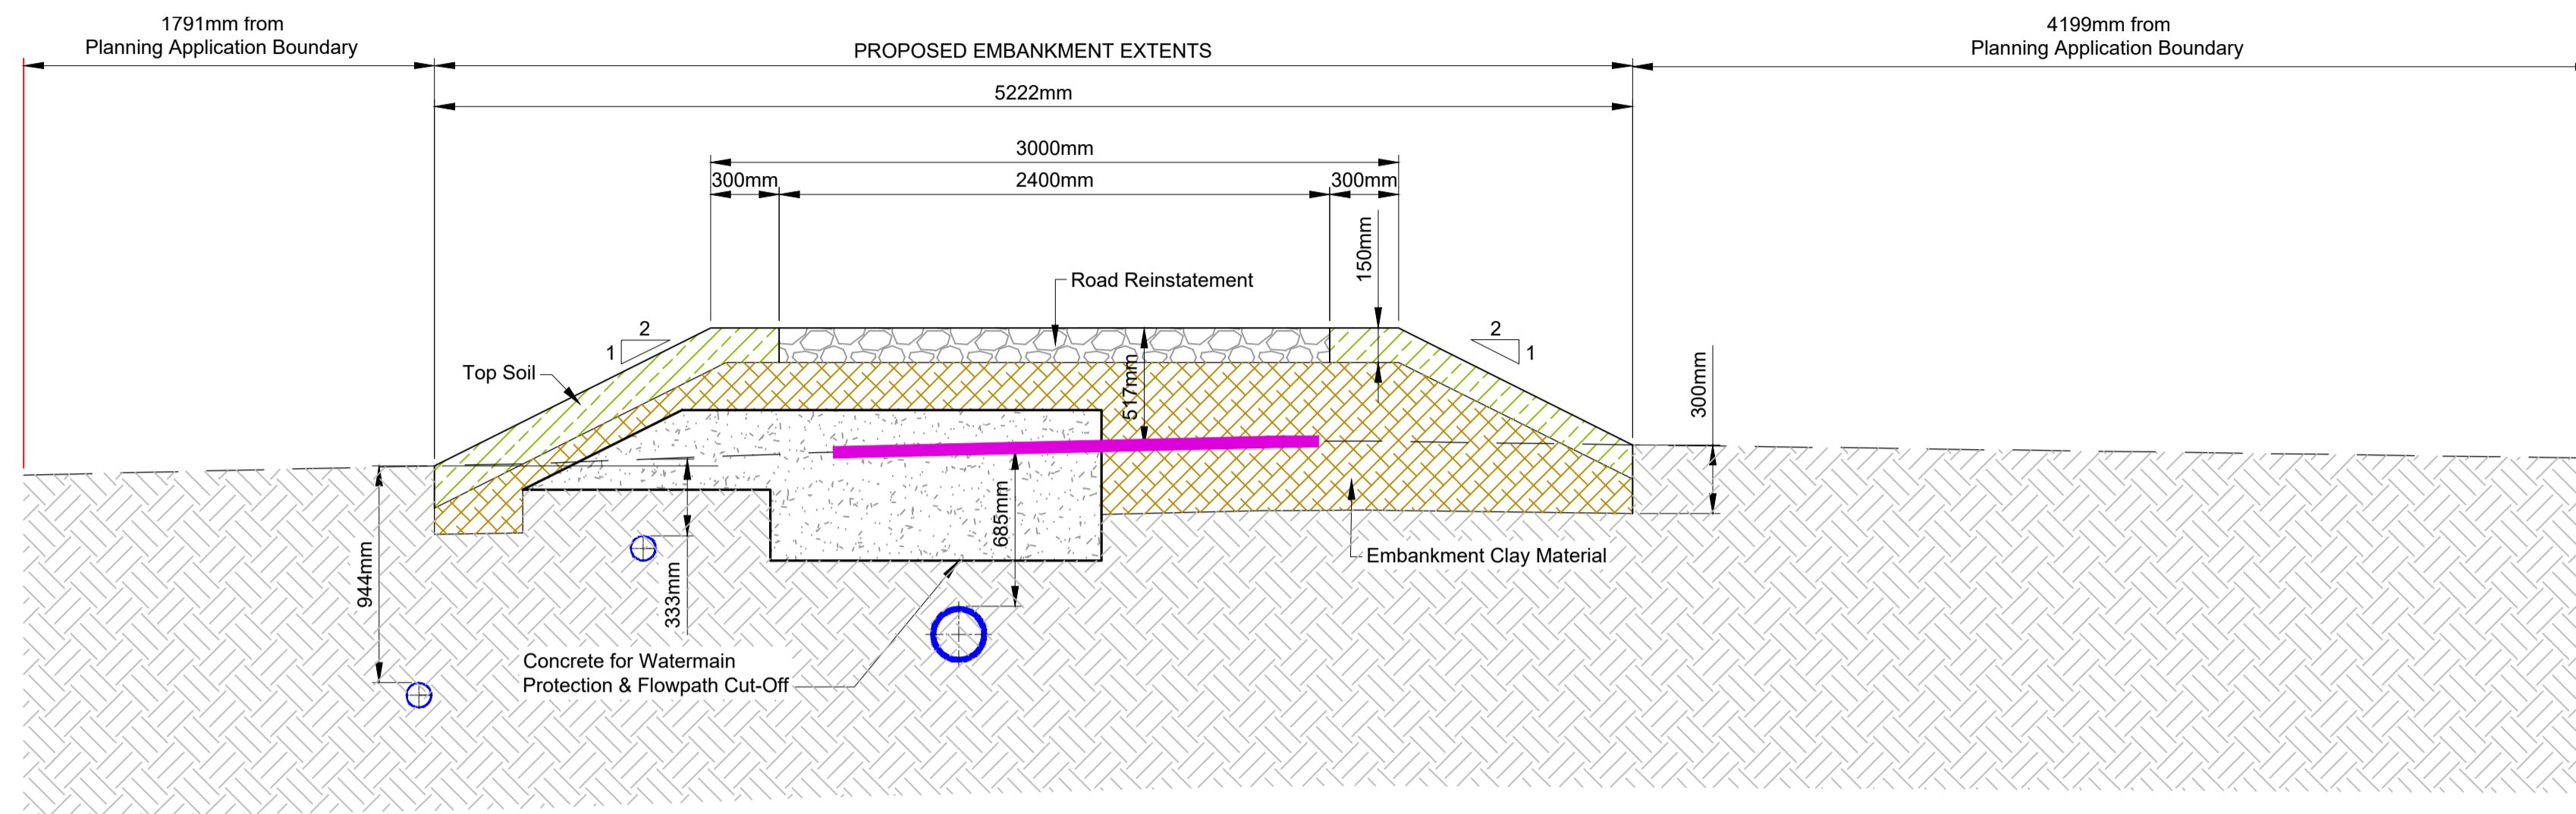 1791mm from
Planning Application Boundary
PROPOSED EMBANKMENT EXTENTS
4199mm from
Planning Application Boundary
5222mm
3000mm
300mm
2400mm
300mm
150mm
Road Reinstatement
2
1
2
1
Top Soil
517mm
300mm
685mm
944mm
333mm
Embankment Clay Material
Concrete for Watermain
Protection & Flowpath Cut-Off